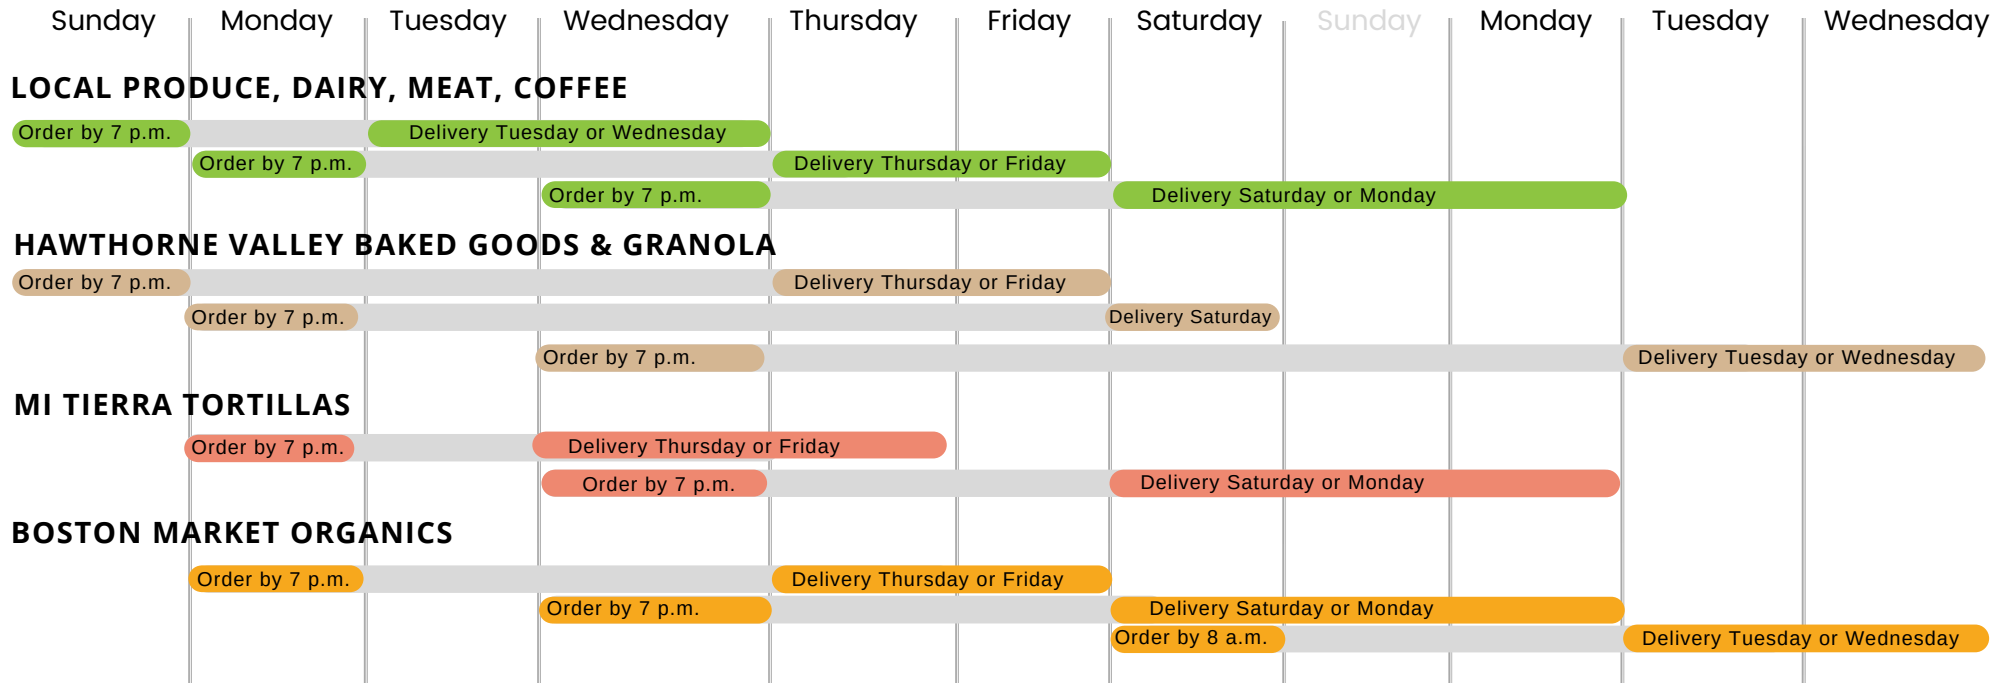 Sunday Monday Tuesday Wednesday Thursday Friday Saturday Sunday Monday Tuesday Wednesday
LOCAL PRODUCE, DAIRY, MEAT, COFFEE
Order by 7 p.m. Delivery Tuesday or Wednesday
Order by 7 p.m. Delivery Thursday or Friday
Order by 7 p.m. Delivery Saturday or Monday
HAWTHORNE VALLEY BAKED GOODS & GRANOLA
Order by 7 p.m. Delivery Thursday or Friday
Order by 7 p.m. Delivery Saturday
Order by 7 p.m. Delivery Tuesday or Wednesday
MI TIERRA TORTILLAS
Order by 7 p.m. Delivery Thursday or Friday
Order by 7 p.m. Delivery Saturday or Monday
BOSTON MARKET ORGANICS
Order by 7 p.m. Delivery Thursday or Friday
Order by 7 p.m. Delivery Saturday or Monday
Order by 8 a.m. Delivery Tuesday or Wednesday